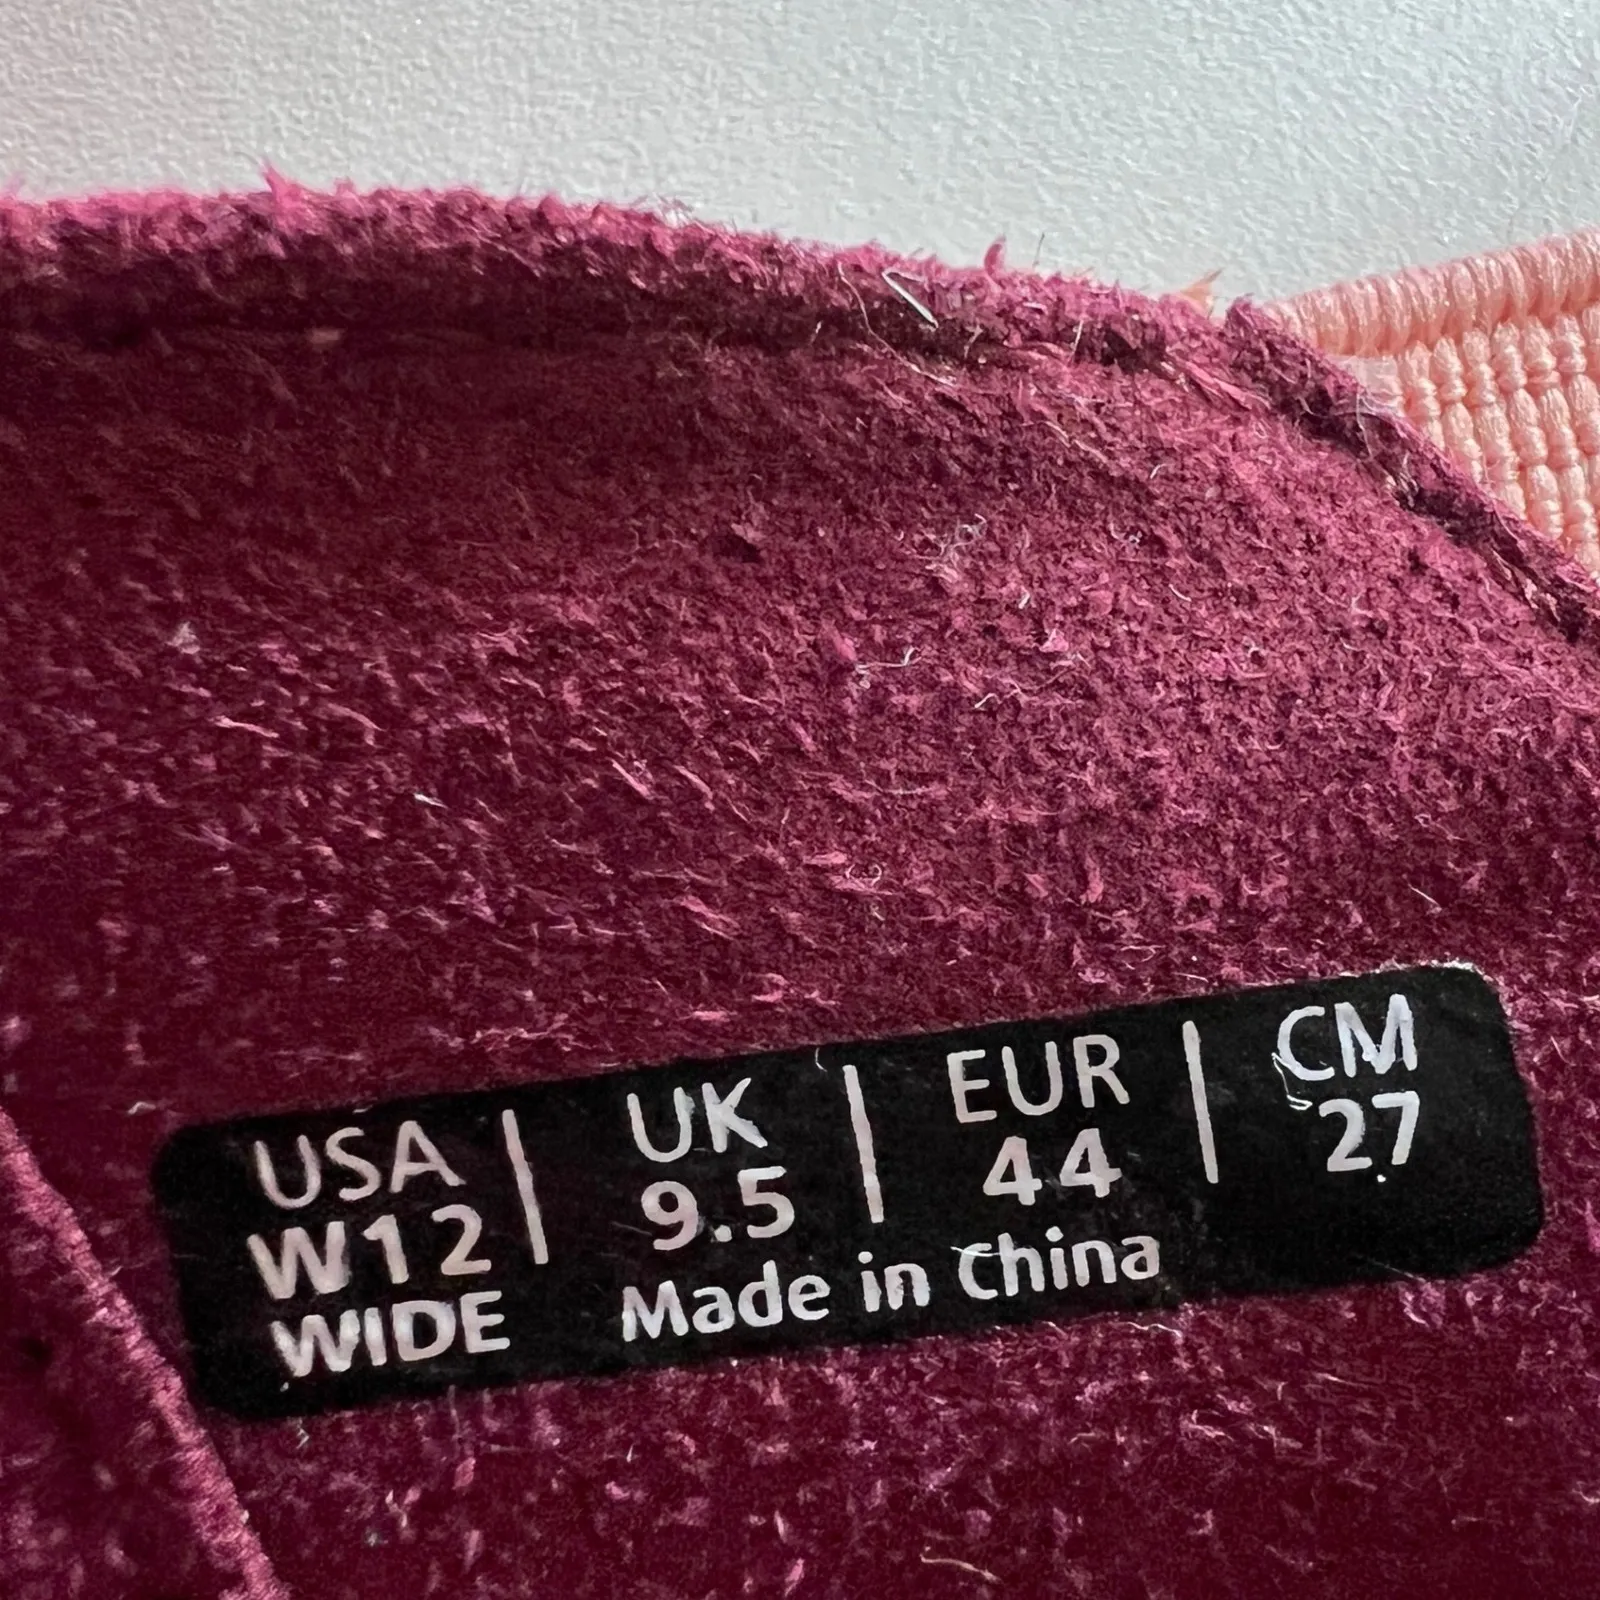 USA | UK | EUR | CM
W12 | 9.5 | 44 | 27
WIDE Made in China